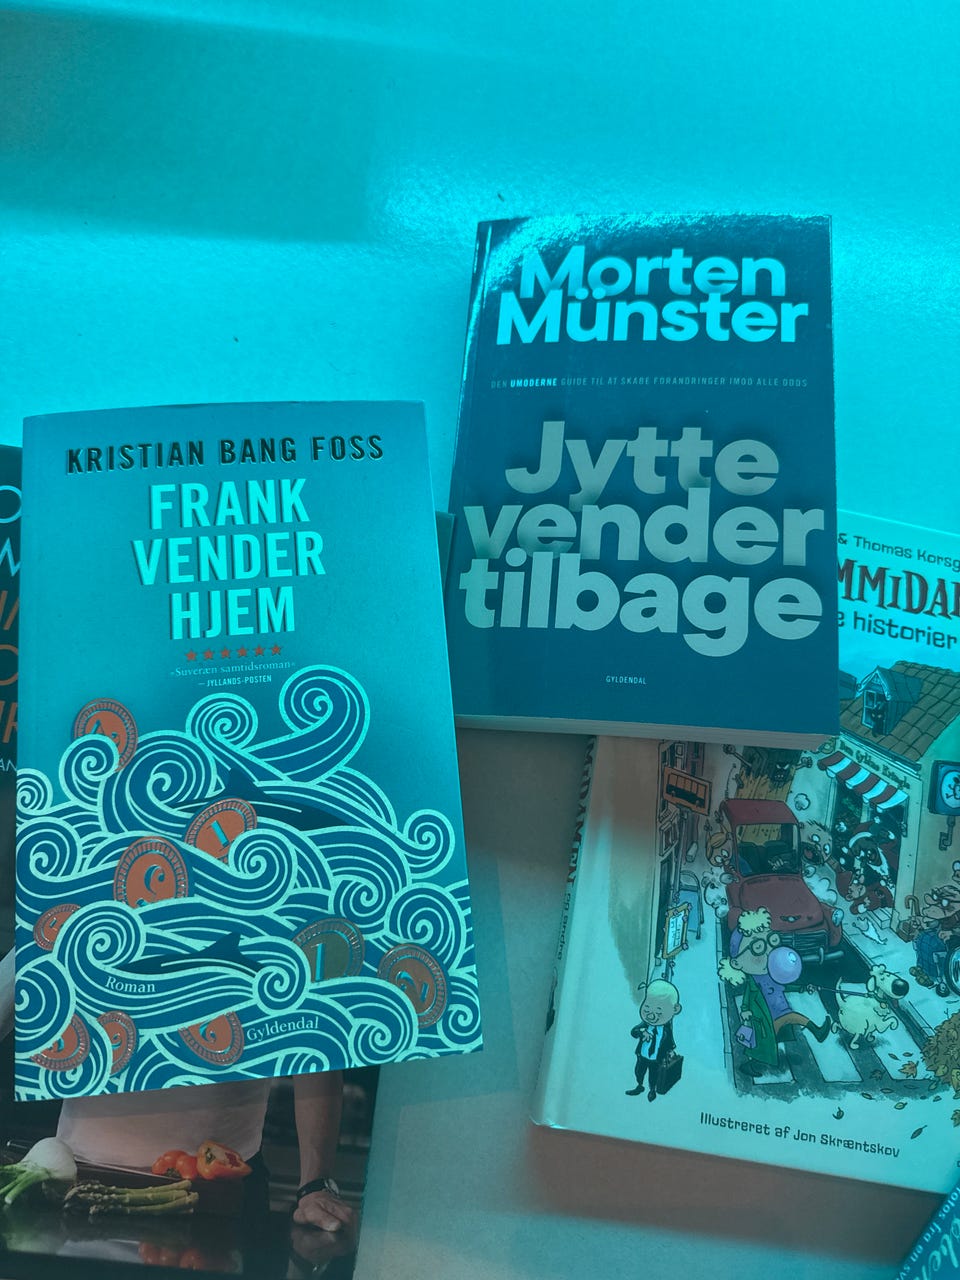 KRISTIAN BANG FOSS
FRANK
VENDER
HJEM
»Suveræn samtidsroman«
— JYLLANDS-POSTEN
Roman
Gyldendal
Morten
Münster
DEN UMODERNE GUIDE TIL AT SKABE FORANDRINGER IMOD ALLE ODDS
Jytte
vender
tilbage
GYLDENDAL
& Thomas Korsg
historier
Illustreret af Jon Skræntskov